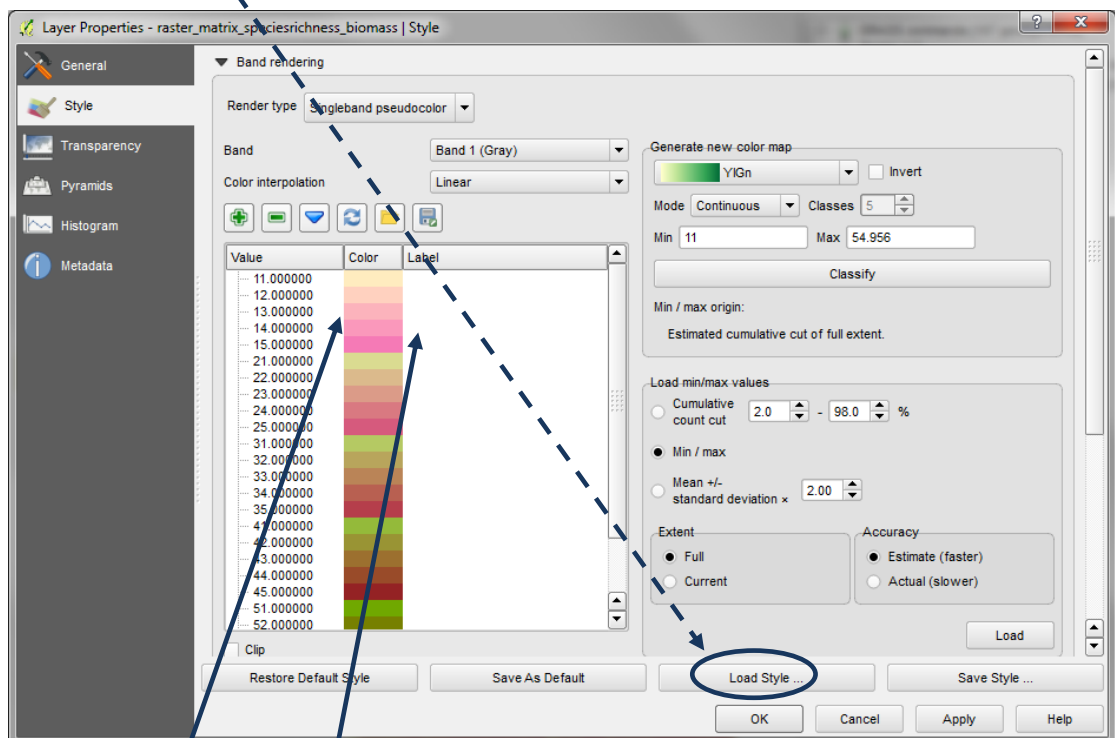 Layer Properties - raster_matrix_speciesrichness_biomass | Style
General
Style
Transparency
Pyramids
Histogram
Metadata
Band rendering
Render type Singleband pseudocolor
Band Band 1 (Gray)
Color interpolation Linear
Value Color Label
11.000000
12.000000
13.000000
14.000000
15.000000
21.000000
22.000000
23.000000
24.000000
25.000000
31.000000
32.000000
33.000000
34.000000
35.000000
41.000000
42.000000
43.000000
44.000000
45.000000
51.000000
52.000000
Clip
Generate new color map
YlGn Invert
Mode Continuous Classes 5
Min 11 Max 54.956
Classify
Min / max origin:
Estimated cumulative cut of full extent.
Load min/max values
Cumulative
count cut 2.0 - 98.0 %
Min / max
Mean +/-
standard deviation × 2.00
Extent
Full
Current
Accuracy
Estimate (faster)
Actual (slower)
Load
Restore Default Style Save As Default Load Style ... Save Style ...
OK Cancel Apply Help